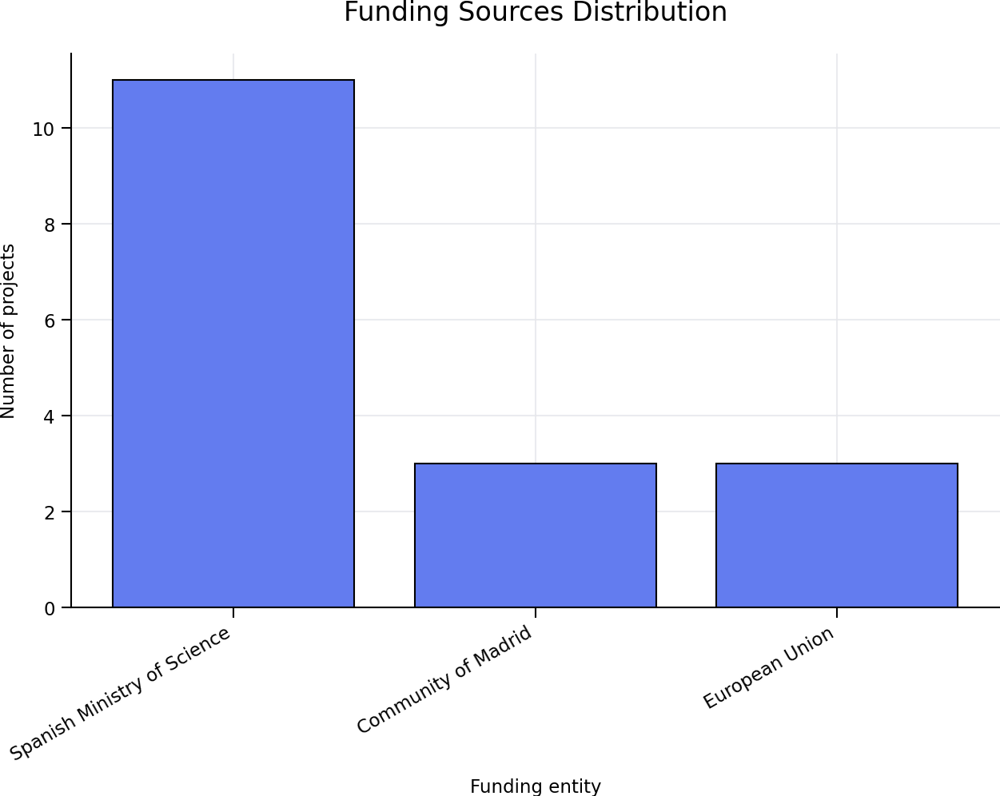 Funding Sources Distribution
Number of projects
10
8
6
4
2
0
Spanish Ministry of Science
Community of Madrid
European Union
Funding entity